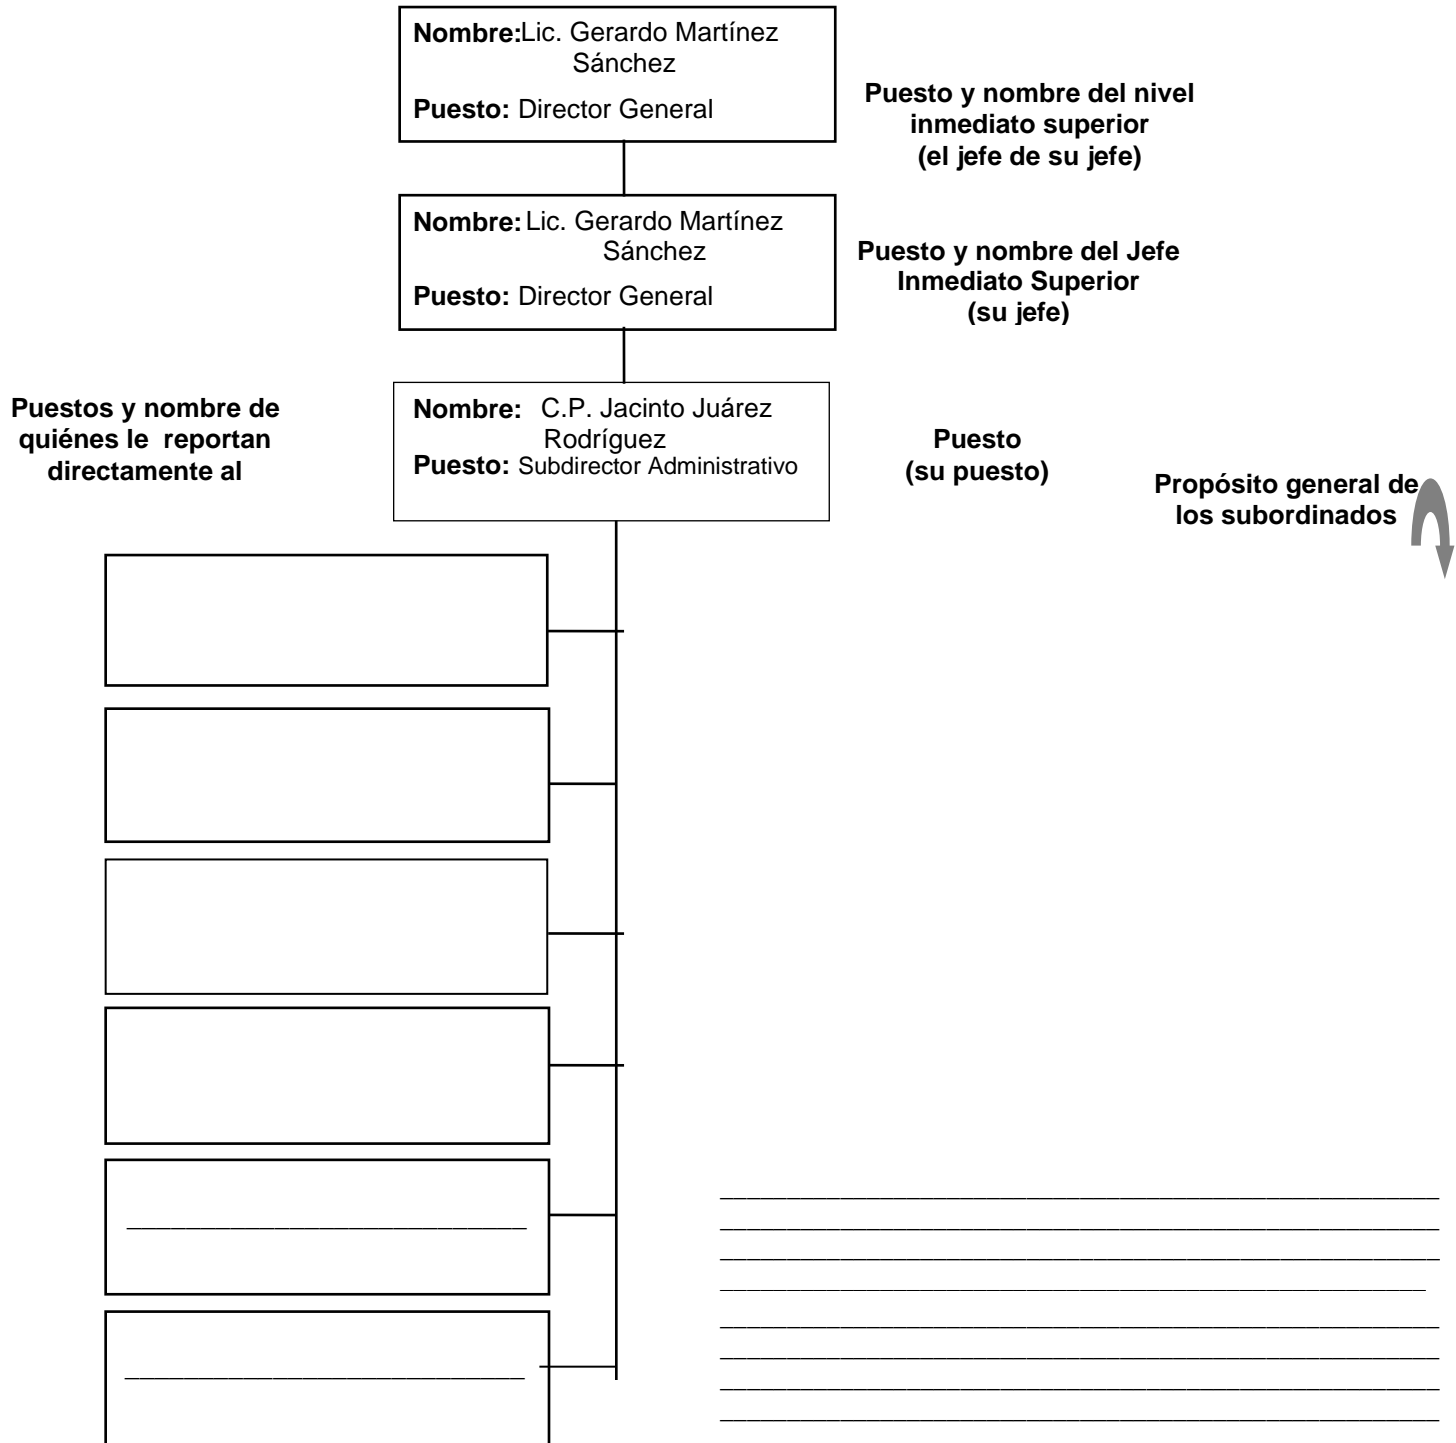 Nombre: Lic. Gerardo Martínez
Sánchez
Puesto: Director General
Puesto y nombre del nivel
inmediato superior
(el jefe de su jefe)
Nombre: Lic. Gerardo Martínez
Sánchez
Puesto: Director General
Puesto y nombre del Jefe
Inmediato Superior
(su jefe)
Puestos y nombre de
quiénes le reportan
directamente al
Nombre: C.P. Jacinto Juárez
Rodríguez
Puesto: Subdirector Administrativo
Puesto
(su puesto)
Propósito general de
los subordinados